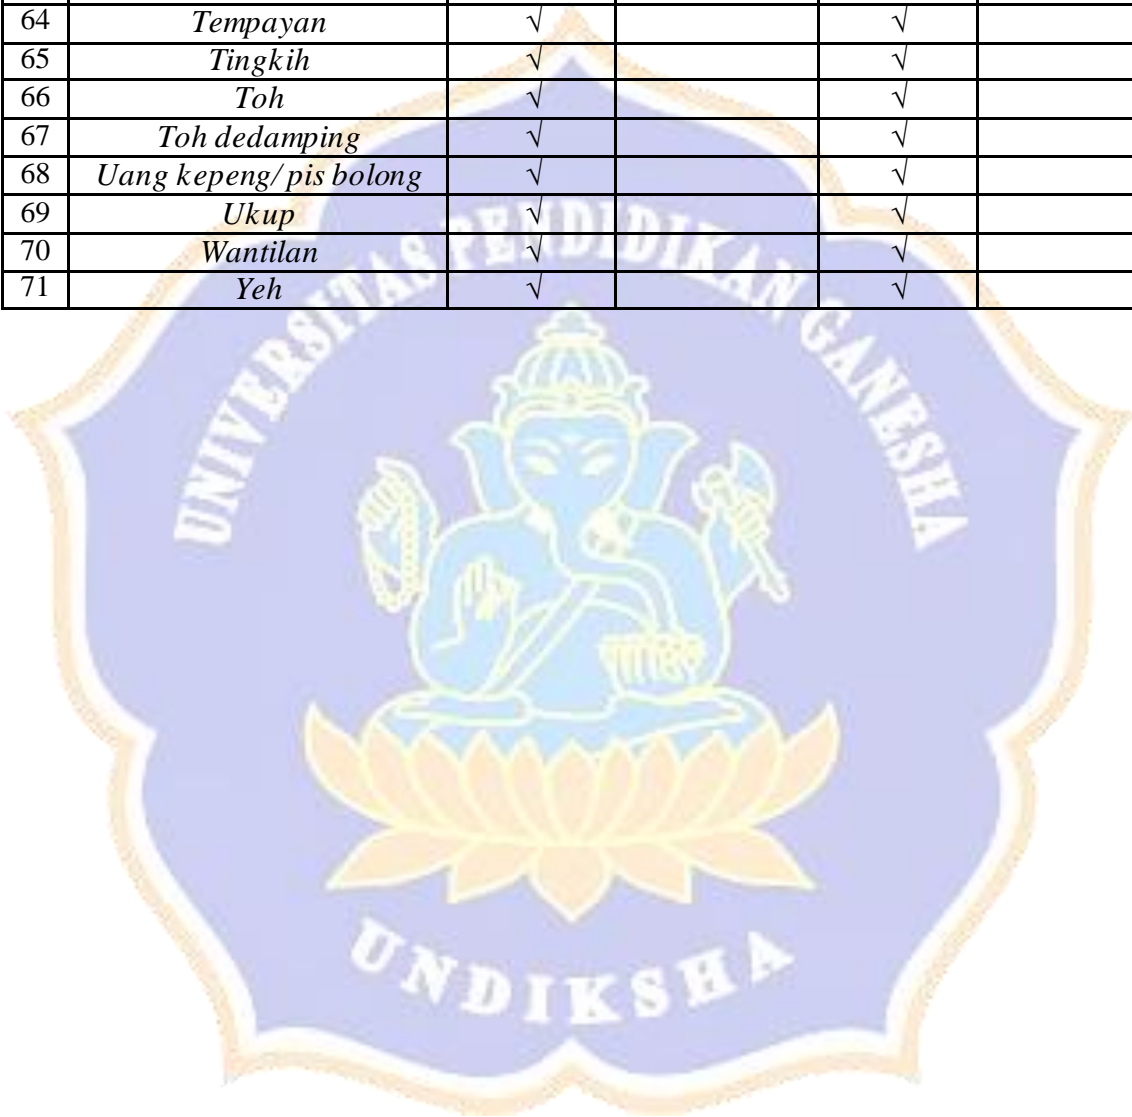 64 Tempayan √ √
65 Tingkih √ √
66 Toh √ √
67 Toh dedamping √ √
68 Uang kepeng/ pis bolong √ √
69 Ukup √ √
70 Wantilan √ √
71 Yeh √ √
UNIVERSITAS PENDIDIKAN GANESHA
UNDIKSHA